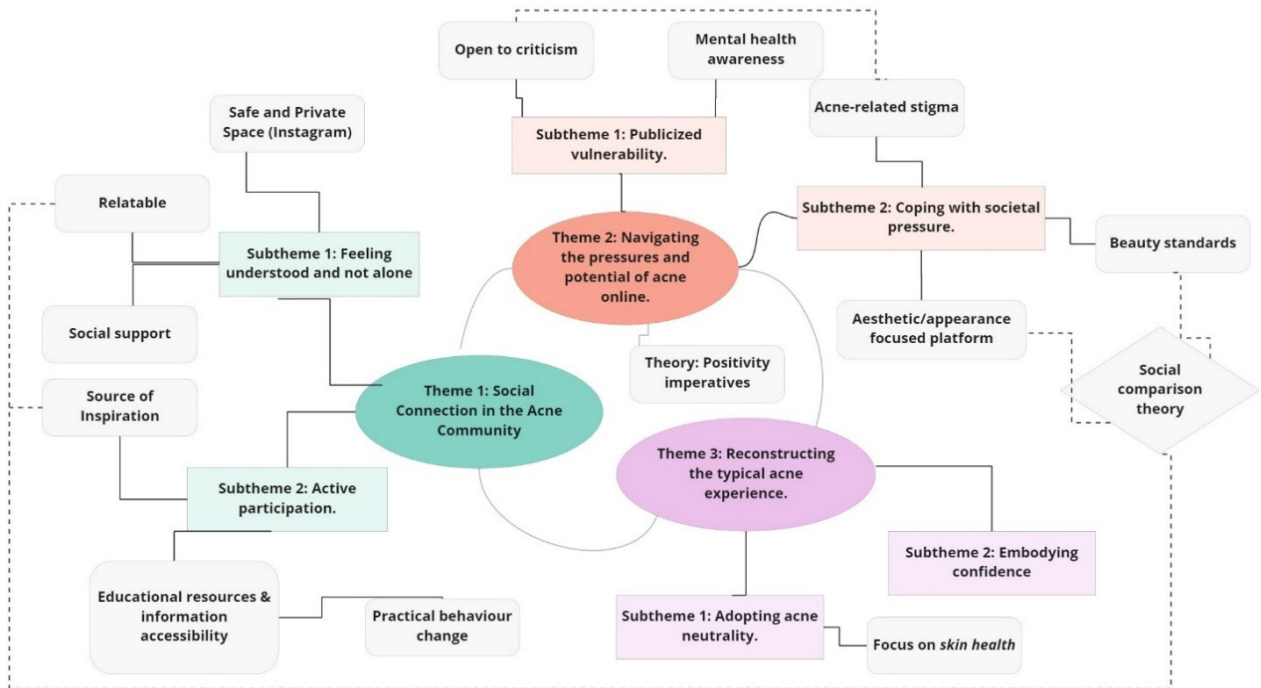 Open to criticism
Mental health
awareness
Acne-related stigma
Safe and Private
Space (Instagram)
Subtheme 1: Publicized
vulnerability.
Relatable
Subtheme 2: Coping with societal
pressure.
Beauty standards
Subtheme 1: Feeling
understood and not alone
Theme 2: Navigating
the pressures and
potential of acne
online.
Social support
Aesthetic/appearance
focused platform
Theory: Positivity
imperatives
Social
comparison
theory
Theme 1: Social
Connection in the Acne
Community
Source of
Inspiration
Theme 3: Reconstructing
the typical acne
experience.
Subtheme 2: Active
participation.
Subtheme 2: Embodying
confidence
Educational resources &
information
accessibility
Practical behaviour
change
Subtheme 1: Adopting acne
neutrality.
Focus on skin health